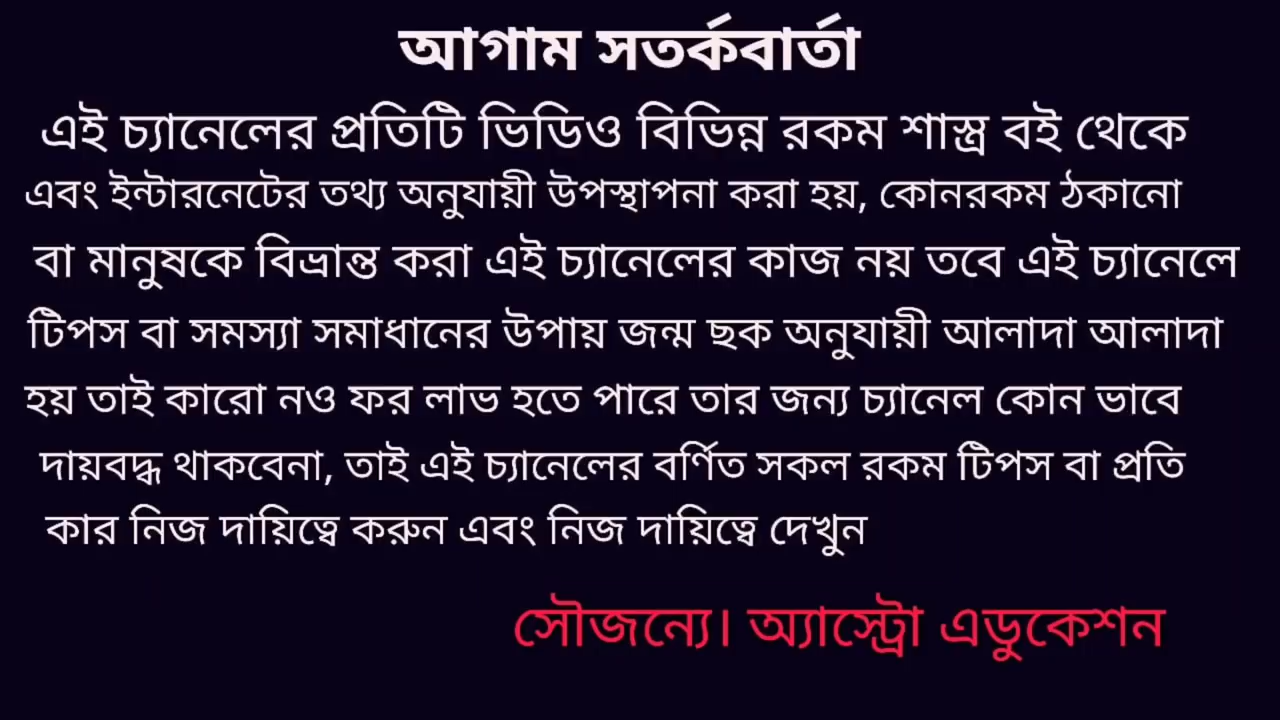 আগাম সতর্কবার্তা
এই চ্যানেলের প্রতিটি ভিডিও বিভিন্ন রকম শাস্ত্র বই থেকে
এবং ইন্টারনেটের তথ্য অনুযায়ী উপস্থাপনা করা হয়, কোনরকম ঠকানো
বা মানুষকে বিভ্রান্ত করা এই চ্যানেলের কাজ নয় তবে এই চ্যানেলে
টিপস বা সমস্যা সমাধানের উপায় জন্ম ছক অনুযায়ী আলাদা আলাদা
হয় তাই কারো নও ফর লাভ হতে পারে তার জন্য চ্যানেল কোন ভাবে
দায়বদ্ধ থাকবেনা, তাই এই চ্যানেলের বর্ণিত সকল রকম টিপস বা প্রতি
কার নিজ দায়িত্বে করুন এবং নিজ দায়িত্বে দেখুন
সৌজন্যে। অ্যাস্ট্রো এডুকেশন